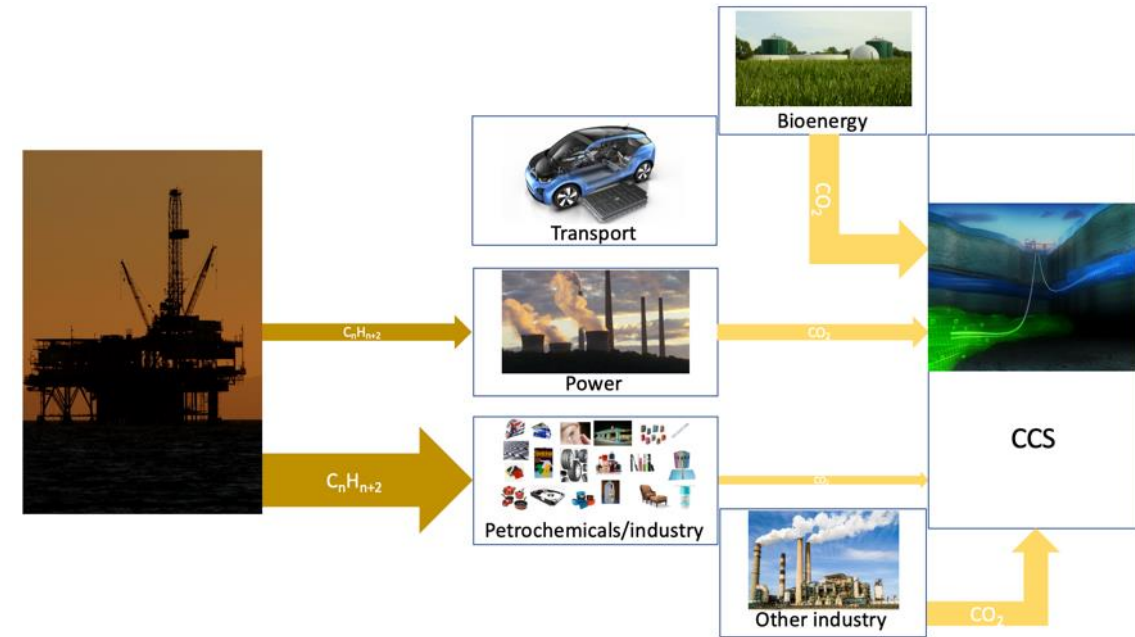 Bioenergy
Transport
CO₂
CₙHₙ₊₂
CO₂
Power
CCS
CₙHₙ₊₂
CO₂
Petrochemicals/industry
Other industry
CO₂